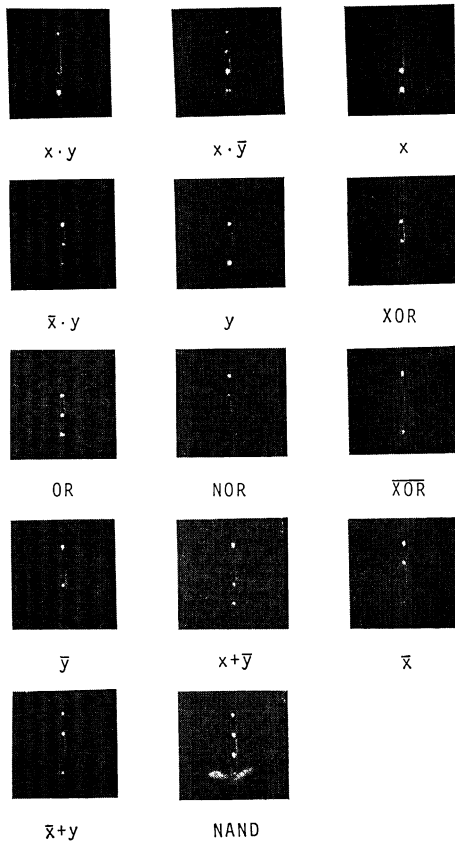 x·y x·ȳ x
x̄·y y XOR
OR NOR X̅O̅R̅
ȳ x+ȳ x̄
x̄+y NAND